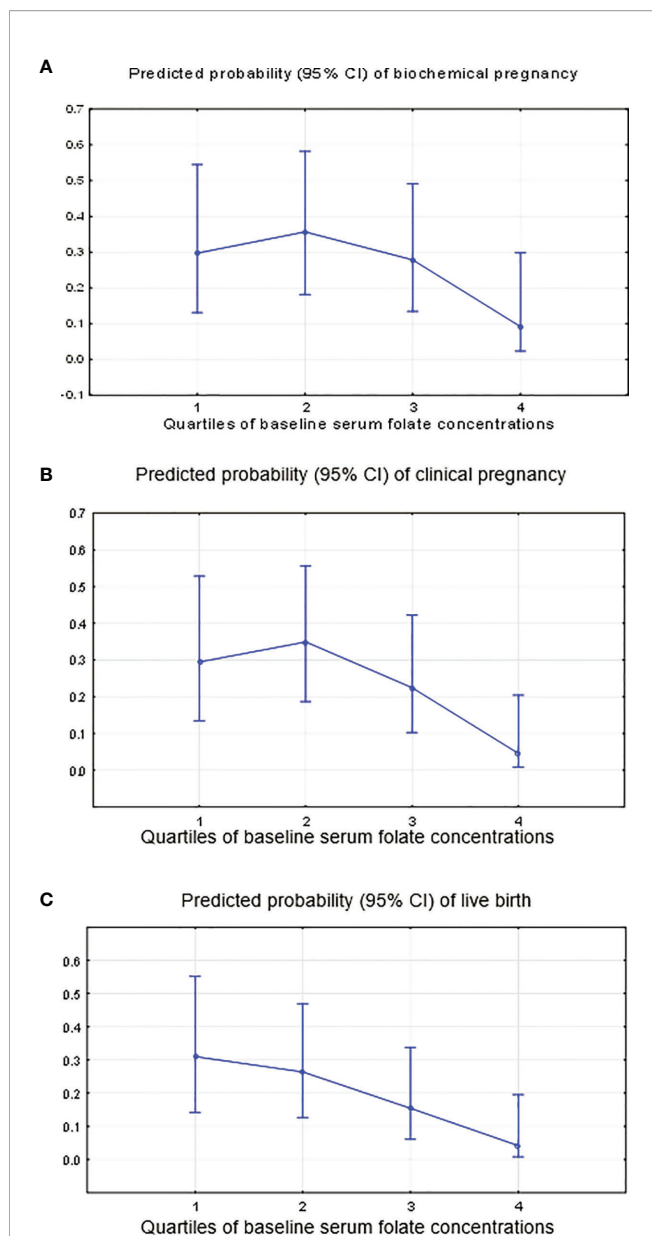 A
Predicted probability (95% CI) of biochemical pregnancy
0.7
0.6
0.5
0.4
0.3
0.2
0.1
0.0
-0.1
1 2 3 4
Quartiles of baseline serum folate concentrations
B
Predicted probability (95% CI) of clinical pregnancy
0.7
0.6
0.5
0.4
0.3
0.2
0.1
0.0
1 2 3 4
Quartiles of baseline serum folate concentrations
C
Predicted probability (95% CI) of live birth
0.6
0.5
0.4
0.3
0.2
0.1
0.0
1 2 3 4
Quartiles of baseline serum folate concentrations